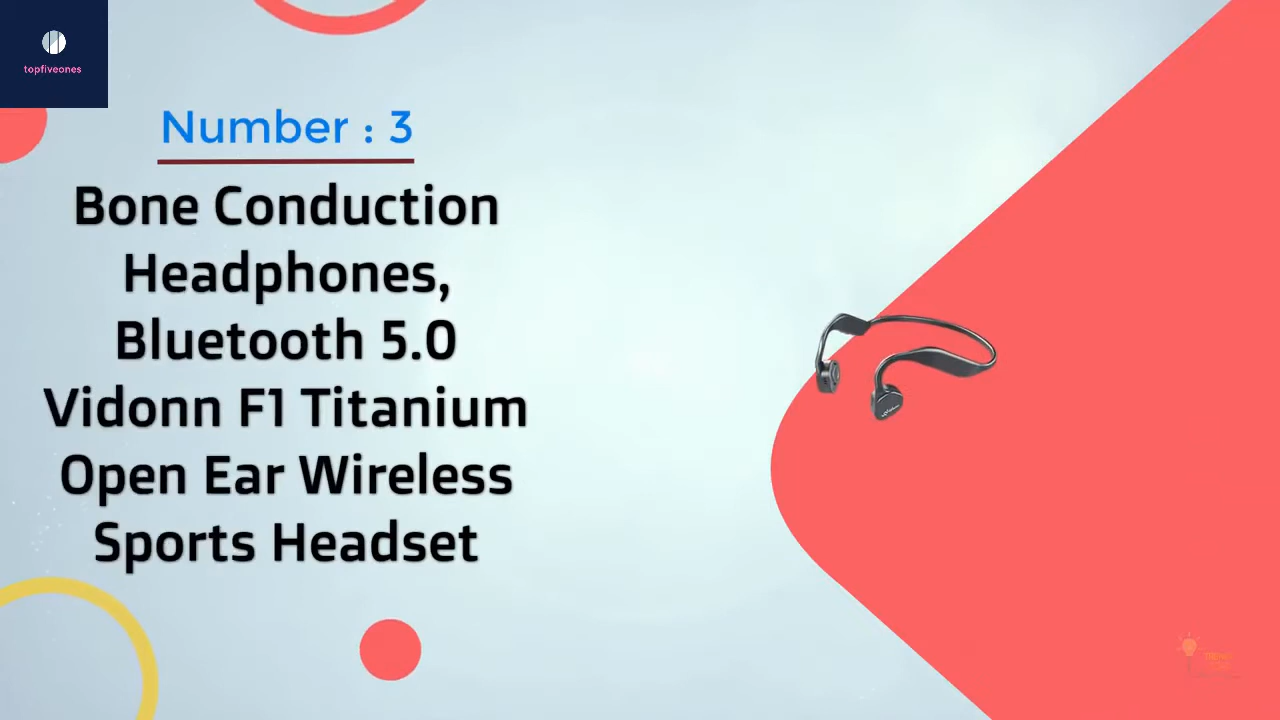 topfiveones
Number : 3
Bone Conduction
Headphones,
Bluetooth 5.0
Vidonn F1 Titanium
Open Ear Wireless
Sports Headset